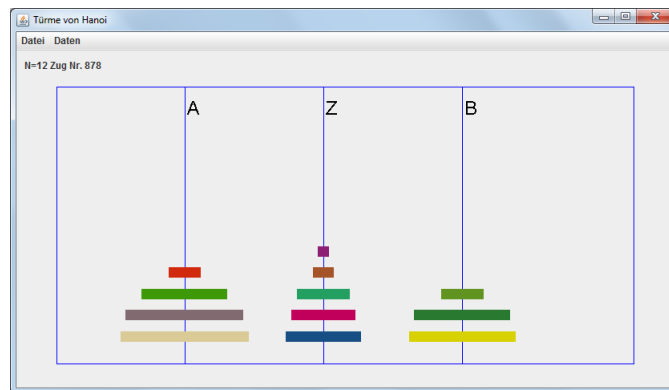 Türme von Hanoi
Datei Daten
N=12 Zug Nr. 878
A Z B